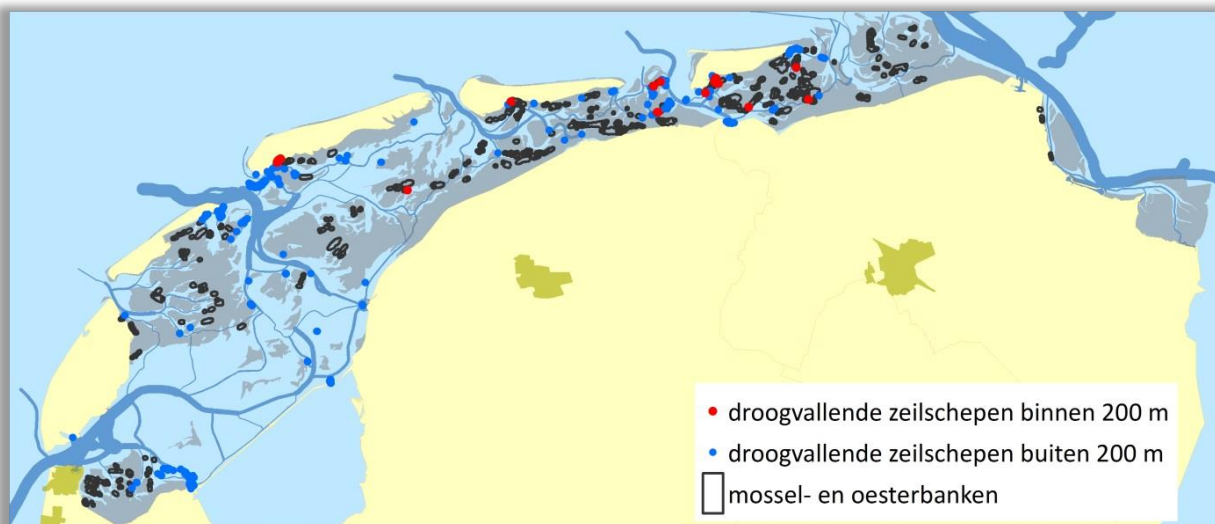 droogvallende zeilschepen binnen 200 m
droogvallende zeilschepen buiten 200 m
mossel- en oesterbanken